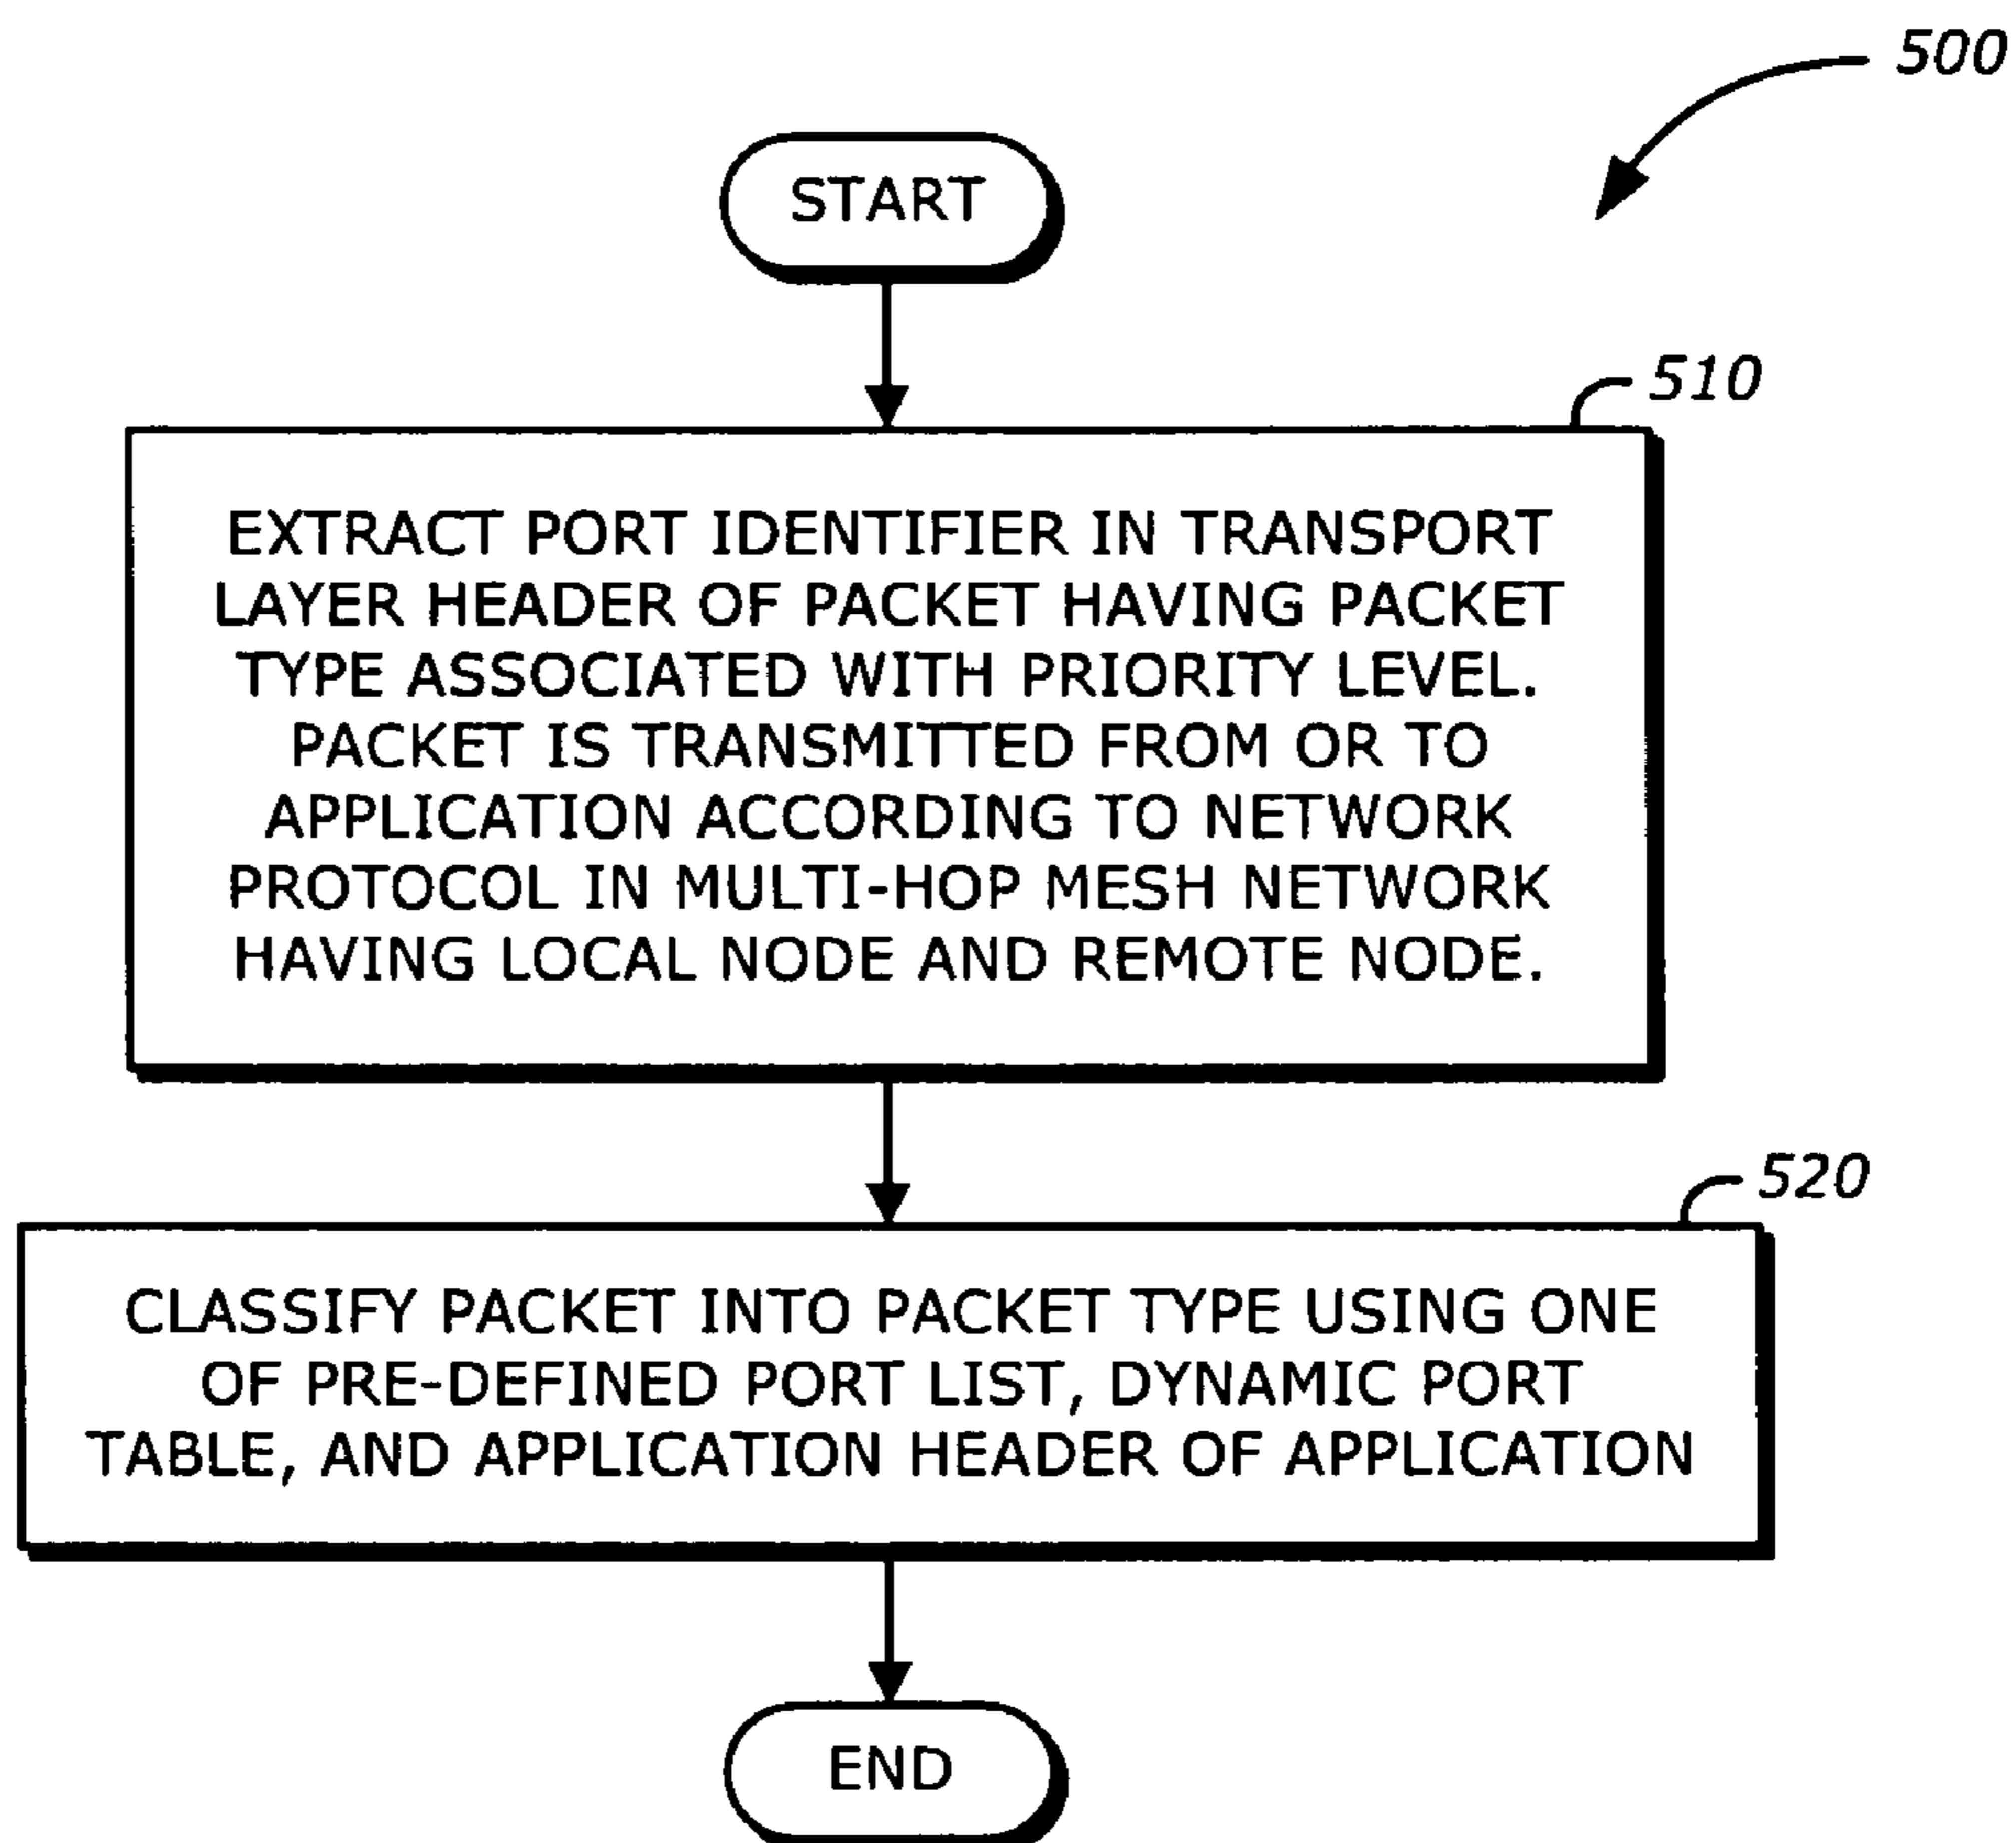 500
START
510
EXTRACT PORT IDENTIFIER IN TRANSPORT
LAYER HEADER OF PACKET HAVING PACKET
TYPE ASSOCIATED WITH PRIORITY LEVEL.
PACKET IS TRANSMITTED FROM OR TO
APPLICATION ACCORDING TO NETWORK
PROTOCOL IN MULTI-HOP MESH NETWORK
HAVING LOCAL NODE AND REMOTE NODE.
520
CLASSIFY PACKET INTO PACKET TYPE USING ONE
OF PRE-DEFINED PORT LIST, DYNAMIC PORT
TABLE, AND APPLICATION HEADER OF APPLICATION
END